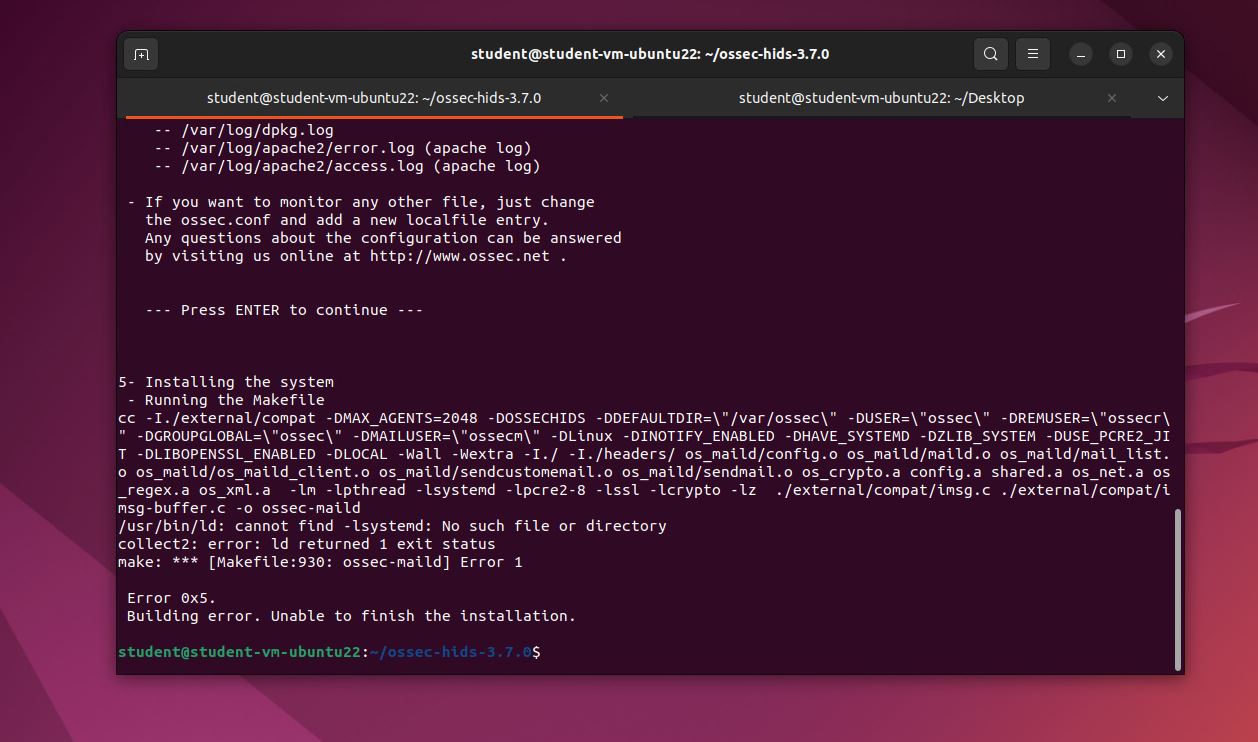 student@student-vm-ubuntu22: ~/ossec-hids-3.7.0
student@student-vm-ubuntu22: ~/ossec-hids-3.7.0
student@student-vm-ubuntu22: ~/Desktop
-- /var/log/dpkg.log
-- /var/log/apache2/error.log (apache log)
-- /var/log/apache2/access.log (apache log)
- If you want to monitor any other file, just change
the ossec.conf and add a new localfile entry.
Any questions about the configuration can be answered
by visiting us online at http://www.ossec.net .
--- Press ENTER to continue ---
5- Installing the system
- Running the Makefile
cc -I./external/compat -DMAX_AGENTS=2048 -DOSSECHIDS -DDEFAULTDIR=\"/var/ossec\" -DUSER=\"ossec\" -DREMUSER=\"ossecr\
" -DGROUPGLOBAL=\"ossec\" -DMAILUSER=\"ossecm\" -DLinux -DINOTIFY_ENABLED -DHAVE_SYSTEMD -DZLIB_SYSTEM -DUSE_PCRE2_JI
T -DLIBOPENSSL_ENABLED -DLOCAL -Wall -Wextra -I./ -I./headers/ os_maild/config.o os_maild/maild.o os_maild/mail_list.
o os_maild/os_maild_client.o os_maild/sendcustomemail.o os_maild/sendmail.o os_crypto.a config.a shared.a os_net.a os
_regex.a os_xml.a  -lm -lpthread -lsystemd -lpcre2-8 -lssl -lcrypto -lz  ./external/compat/imsg.c ./external/compat/i
msg-buffer.c -o ossec-maild
/usr/bin/ld: cannot find -lsystemd: No such file or directory
collect2: error: ld returned 1 exit status
make: *** [Makefile:930: ossec-maild] Error 1
Error 0x5.
Building error. Unable to finish the installation.
student@student-vm-ubuntu22:~/ossec-hids-3.7.0$